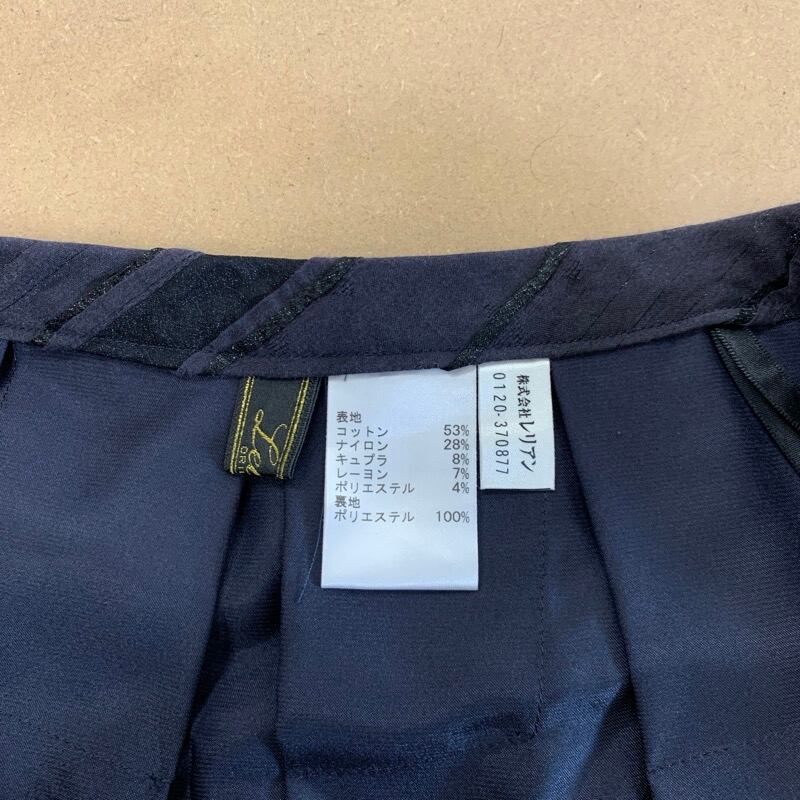 表地
コットン 53%
ナイロン 28%
キュプラ 8%
レーヨン 7%
ポリエステル 4%
裏地
ポリエステル 100%
株式会社レリアン
0120-370877